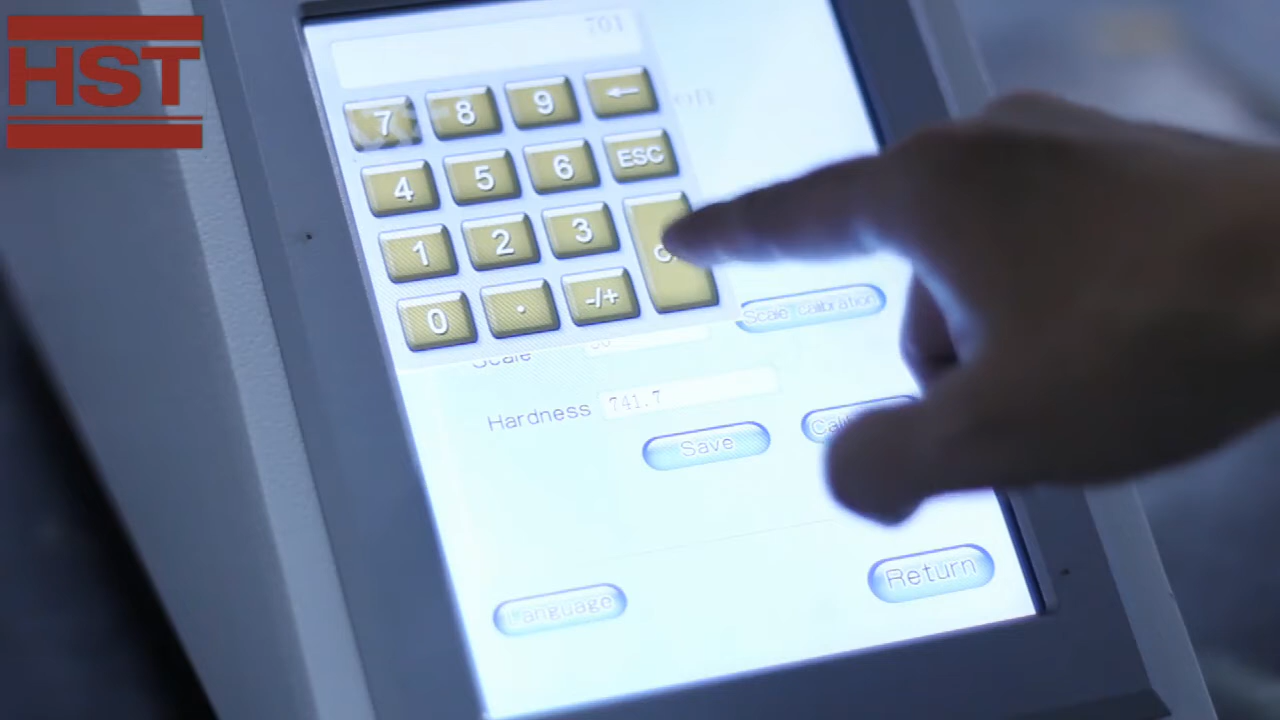 HST
701
7 8 9 ←
4 5 6 ESC
1 2 3
0 . -/+
Scale calibration
Scale
Hardness 741.7
Save
Language
Return